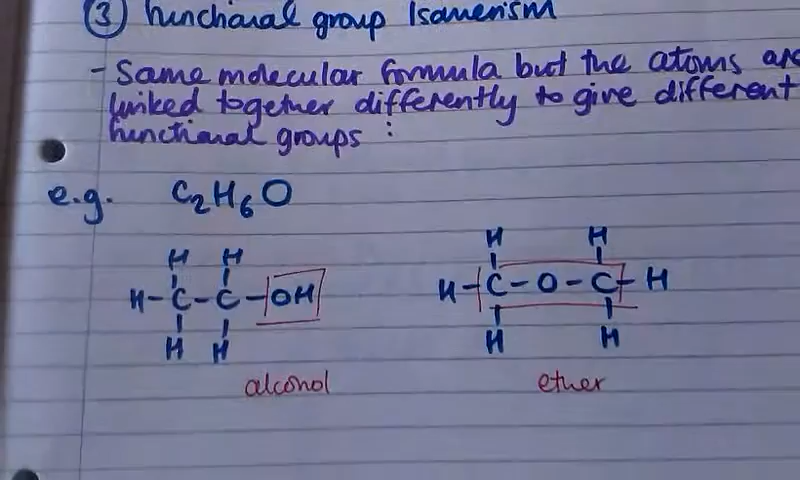 ③ functional group Isomerism
- Same molecular formula but the atoms are
linked together differently to give different
functional groups :
e.g. C₂H₆O
H H H H
H-C-C-OH H-C-O-C-H
H H H H
alcohol ether